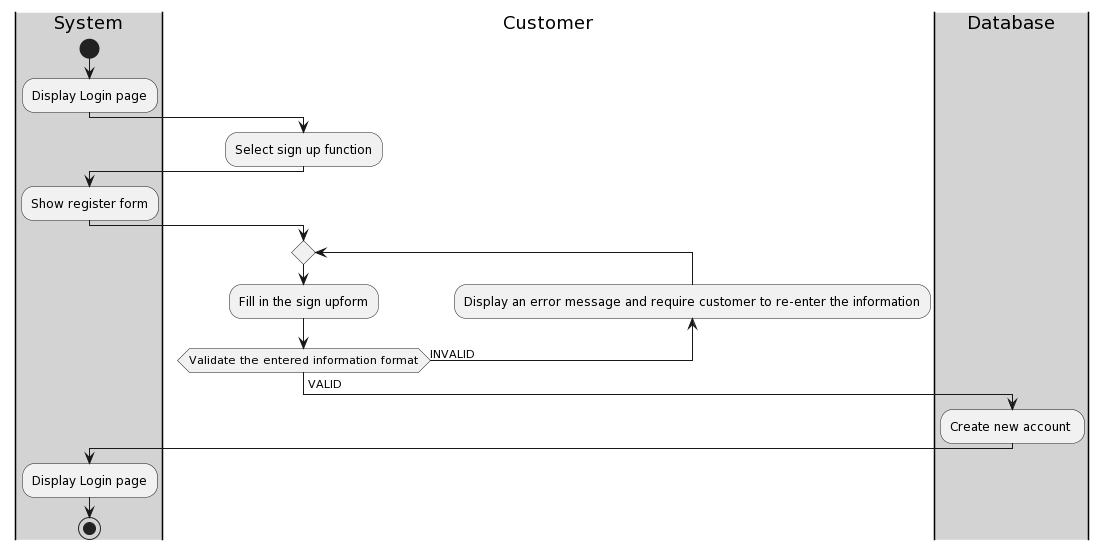 System
Customer
Database
Display Login page
Select sign up function
Show register form
Fill in the sign upform
Display an error message and require customer to re-enter the information
Validate the entered information format
INVALID
VALID
Create new account
Display Login page